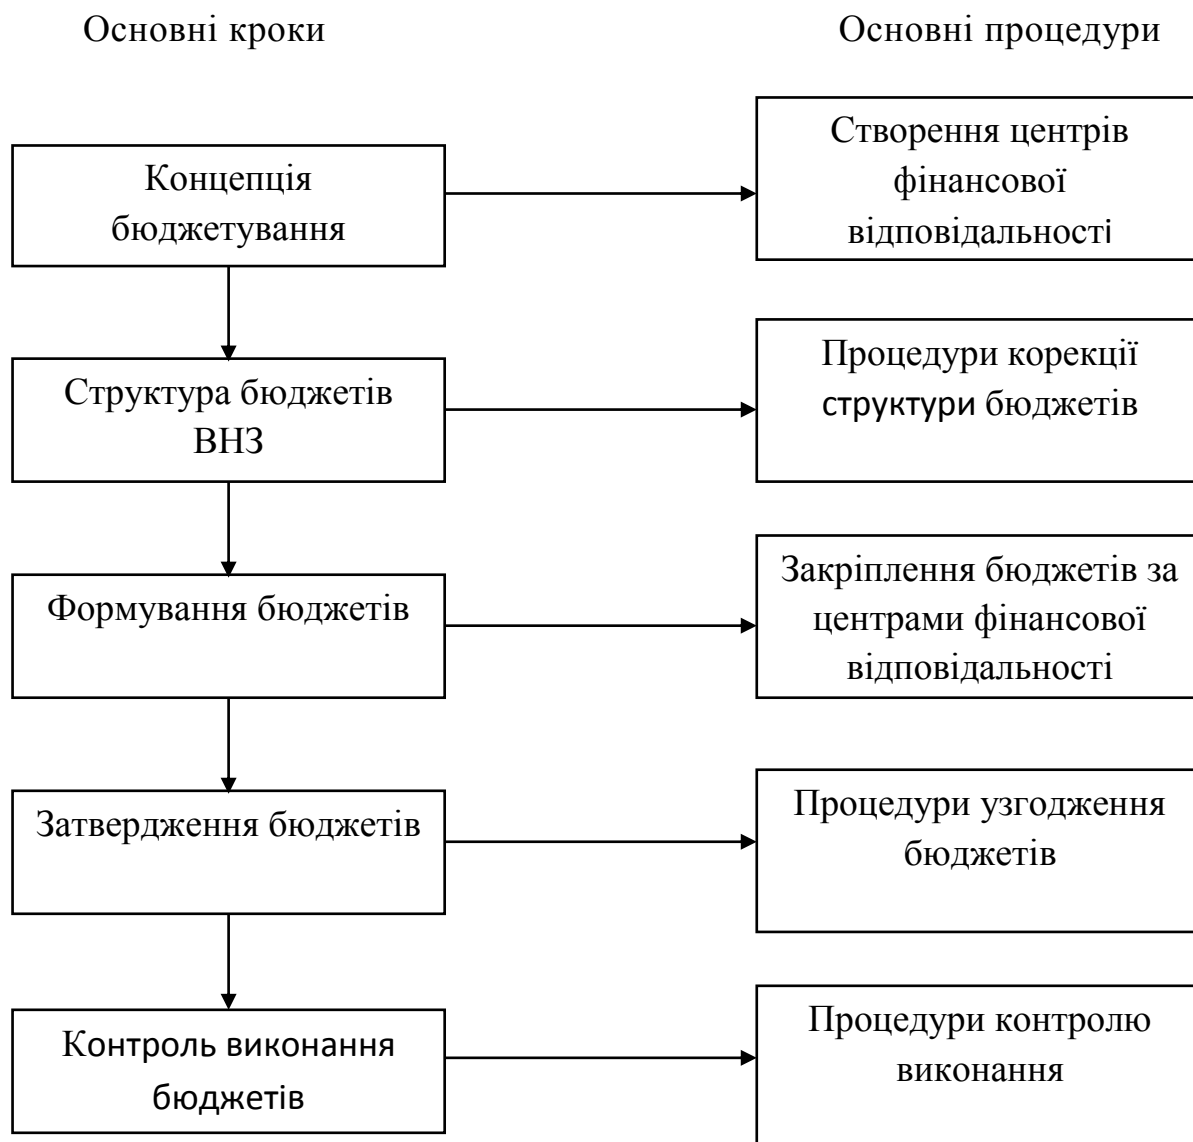 Основні кроки
Основні процедури
Концепція
бюджетування
Створення центрів
фінансової
відповідальності
Структура бюджетів
ВНЗ
Процедури корекції
структури бюджетів
Формування бюджетів
Закріплення бюджетів за
центрами фінансової
відповідальності
Затвердження бюджетів
Процедури узгодження
бюджетів
Контроль виконання
бюджетів
Процедури контролю
виконання